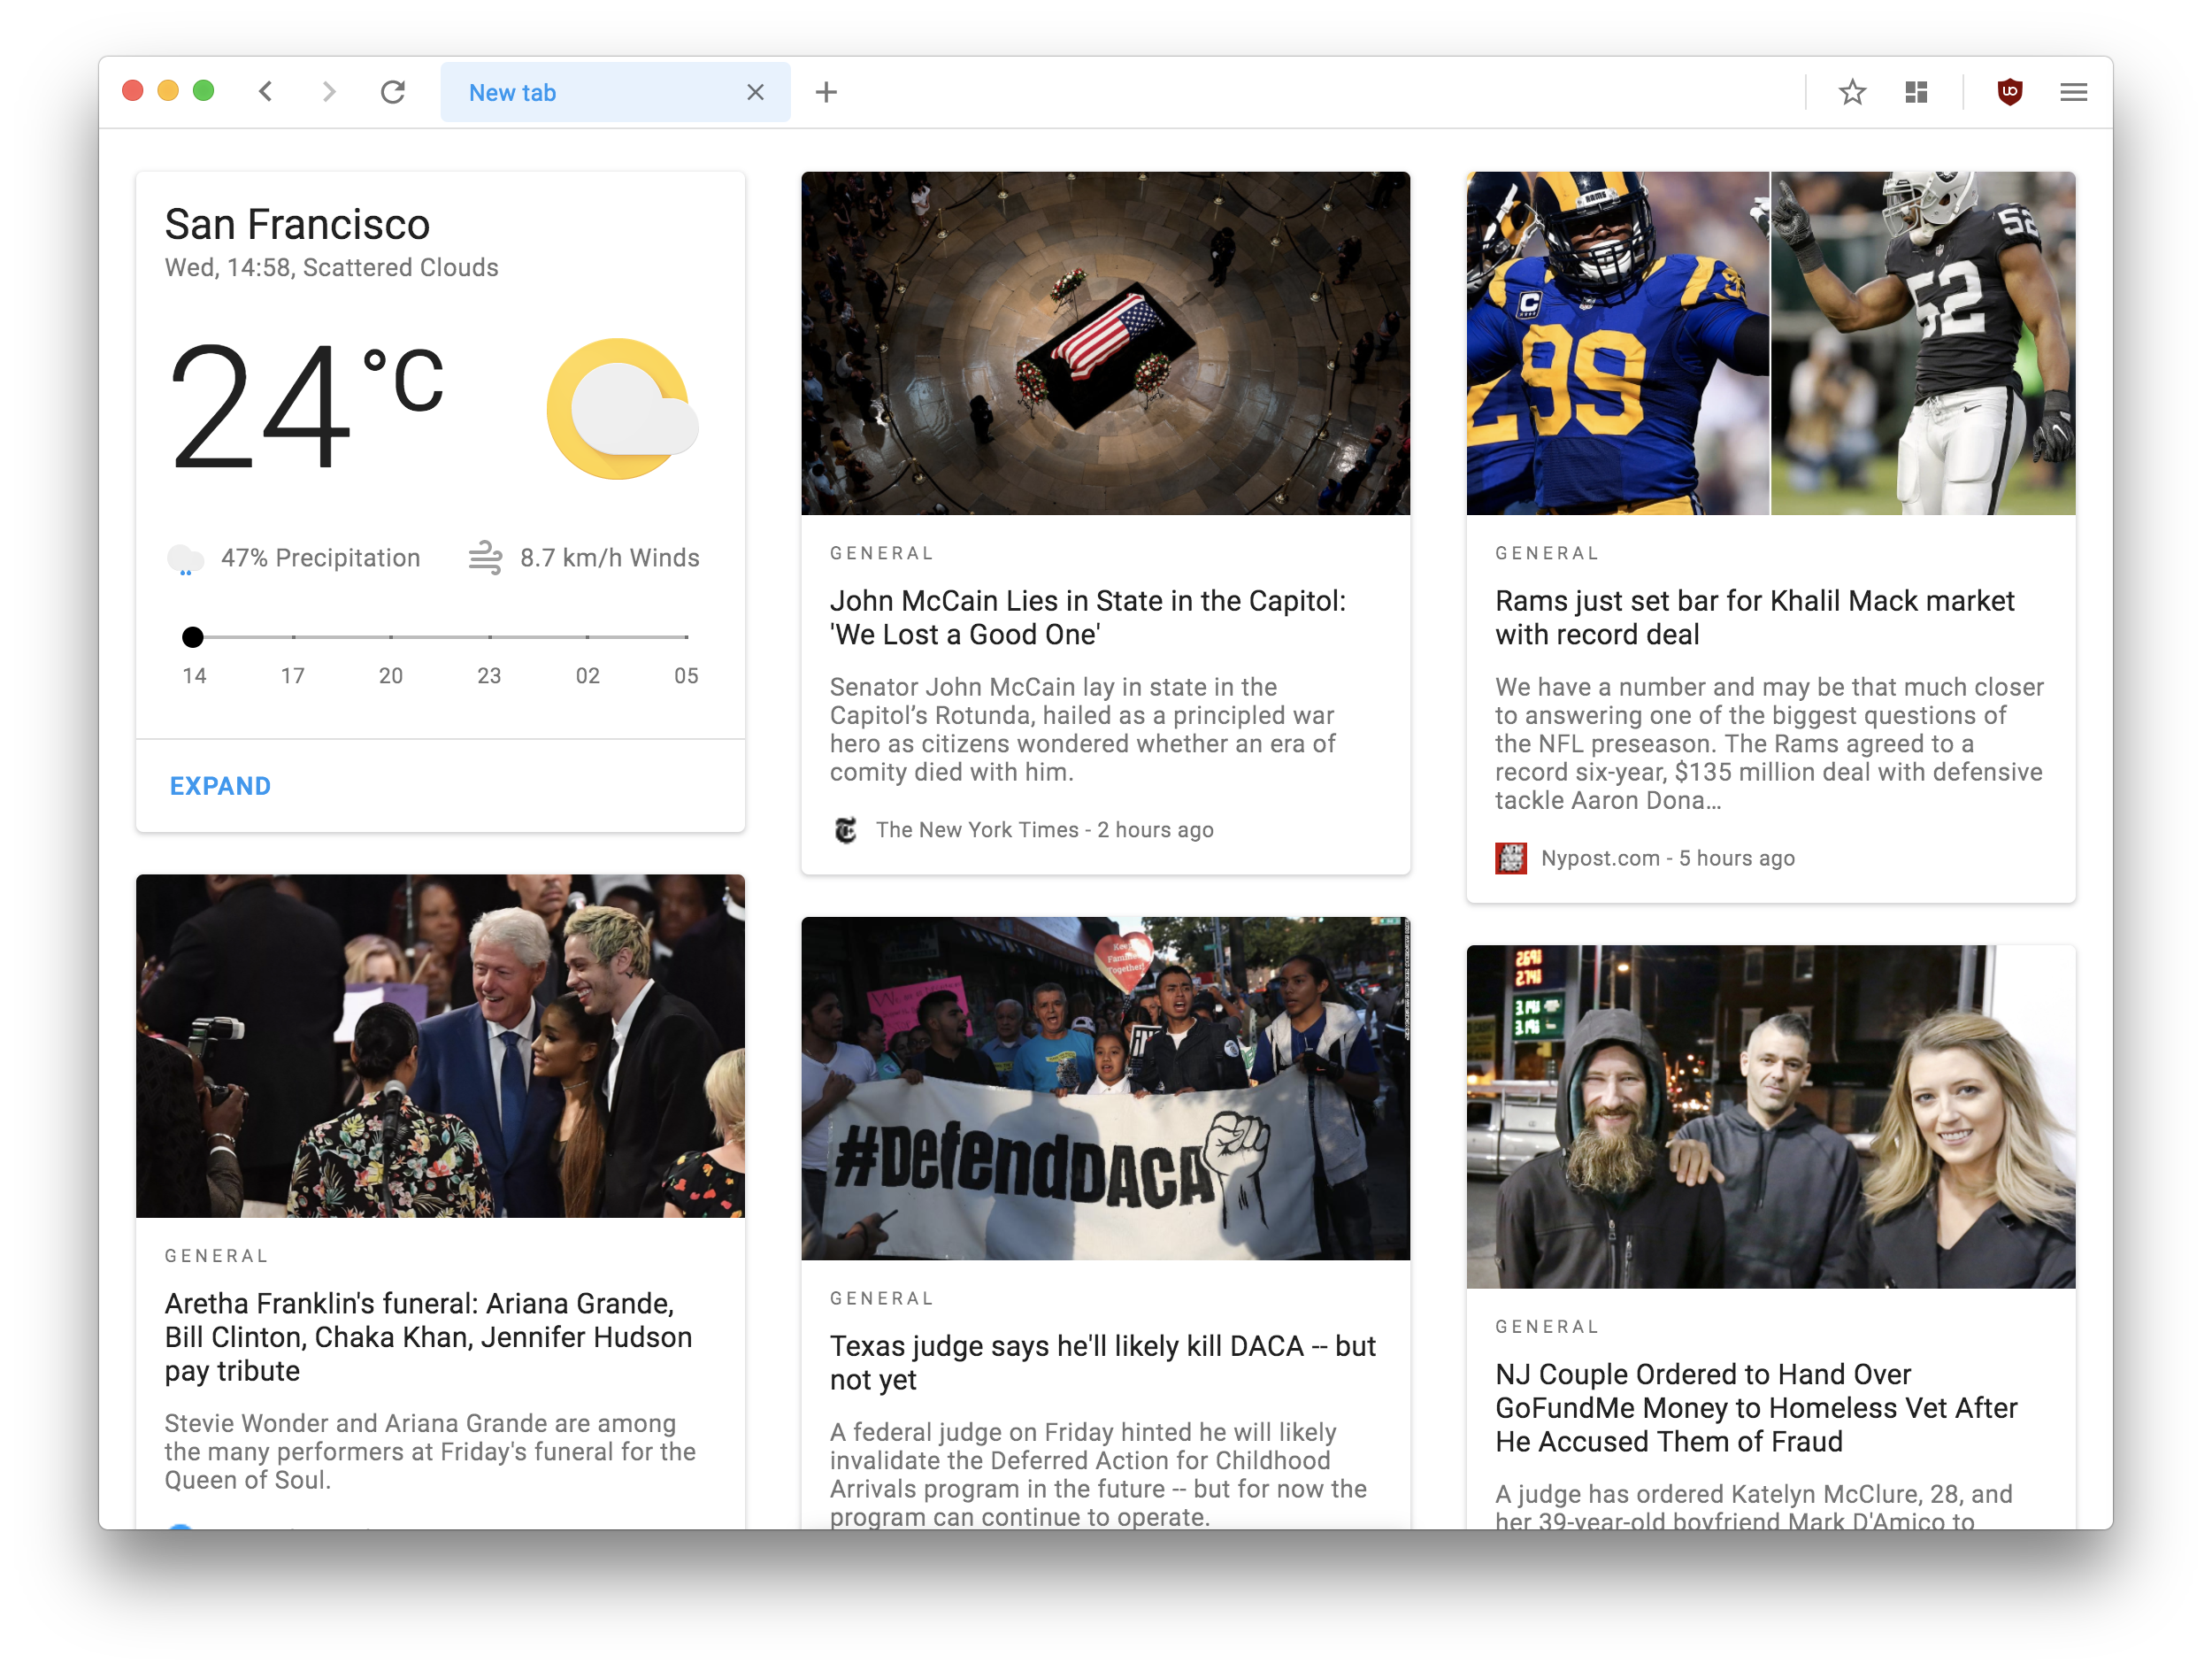 New tab
San Francisco
Wed, 14:58, Scattered Clouds
24 °C
47% Precipitation
8.7 km/h Winds
14 17 20 23 02 05
EXPAND
GENERAL
Aretha Franklin's funeral: Ariana Grande,
Bill Clinton, Chaka Khan, Jennifer Hudson
pay tribute
Stevie Wonder and Ariana Grande are among
the many performers at Friday's funeral for the
Queen of Soul.
GENERAL
John McCain Lies in State in the Capitol:
'We Lost a Good One'
Senator John McCain lay in state in the
Capitol’s Rotunda, hailed as a principled war
hero as citizens wondered whether an era of
comity died with him.
The New York Times - 2 hours ago
Keep
Families
Together!
#DefendDACA
GENERAL
Texas judge says he'll likely kill DACA -- but
not yet
A federal judge on Friday hinted he will likely
invalidate the Deferred Action for Childhood
Arrivals program in the future -- but for now the
program can continue to operate.
RAMS
C
99
52
52
GENERAL
Rams just set bar for Khalil Mack market
with record deal
We have a number and may be that much closer
to answering one of the biggest questions of
the NFL preseason. The Rams agreed to a
record six-year, $135 million deal with defensive
tackle Aaron Dona…
Nypost.com - 5 hours ago
GENERAL
NJ Couple Ordered to Hand Over
GoFundMe Money to Homeless Vet After
He Accused Them of Fraud
A judge has ordered Katelyn McClure, 28, and
her 39-year-old boyfriend Mark D'Amico to